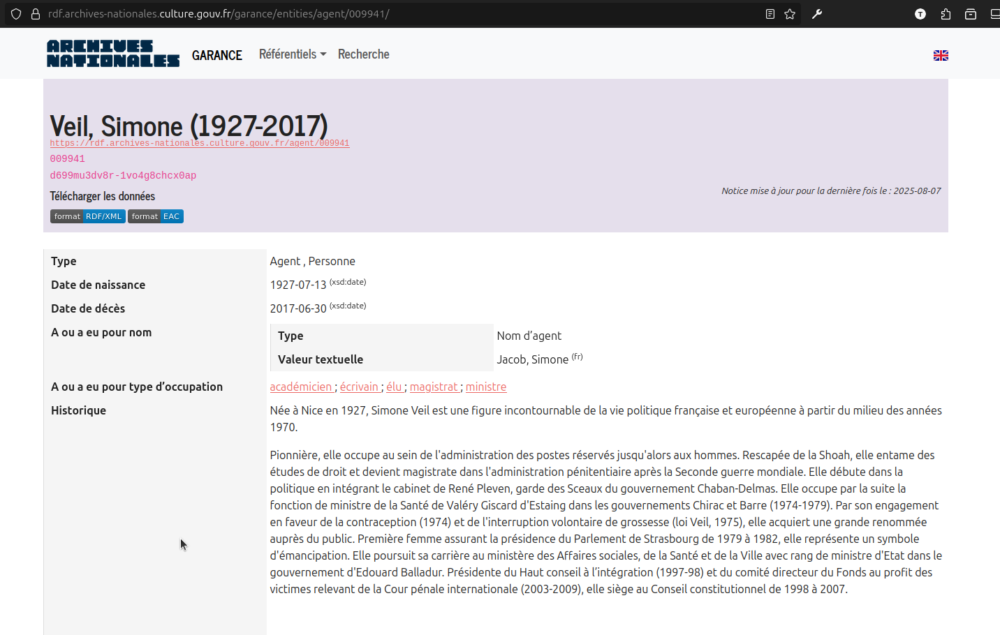 rdf.archives-nationales.culture.gouv.fr/garance/entities/agent/009941/
T
ARCHIVES
NATIONALES
GARANCE
Référentiels
Recherche
Veil, Simone (1927-2017)
https://rdf.archives-nationales.culture.gouv.fr/agent/009941
009941
d699mu3dv8r-1vo4g8chcx0ap
Télécharger les données
Notice mise à jour pour la dernière fois le : 2025-08-07
format RDF/XML format EAC
Type Agent , Personne
Date de naissance 1927-07-13 (xsd:date)
Date de décès 2017-06-30 (xsd:date)
A ou a eu pour nom
Type Nom d’agent
Valeur textuelle Jacob, Simone (fr)
A ou a eu pour type d’occupation académicien ; écrivain ; élu ; magistrat ; ministre
Historique Née à Nice en 1927, Simone Veil est une figure incontournable de la vie politique française et européenne à partir du milieu des années
1970.
Pionnière, elle occupe au sein de l'administration des postes réservés jusqu'alors aux hommes. Rescapée de la Shoah, elle entame des
études de droit et devient magistrate dans l'administration pénitentiaire après la Seconde guerre mondiale. Elle débute dans la
politique en intégrant le cabinet de René Pleven, garde des Sceaux du gouvernement Chaban-Delmas. Elle occupe par la suite la
fonction de ministre de la Santé de Valéry Giscard d'Estaing dans les gouvernements Chirac et Barre (1974-1979). Par son engagement
en faveur de la contraception (1974) et de l'interruption volontaire de grossesse (loi Veil, 1975), elle acquiert une grande renommée
auprès du public. Première femme assurant la présidence du Parlement de Strasbourg de 1979 à 1982, elle représente un symbole
d'émancipation. Elle poursuit sa carrière au ministère des Affaires sociales, de la Santé et de la Ville avec rang de ministre d'Etat dans le
gouvernement d'Edouard Balladur. Présidente du Haut conseil à l’intégration (1997-98) et du comité directeur du Fonds au profit des
victimes relevant de la Cour pénale internationale (2003-2009), elle siège au Conseil constitutionnel de 1998 à 2007.